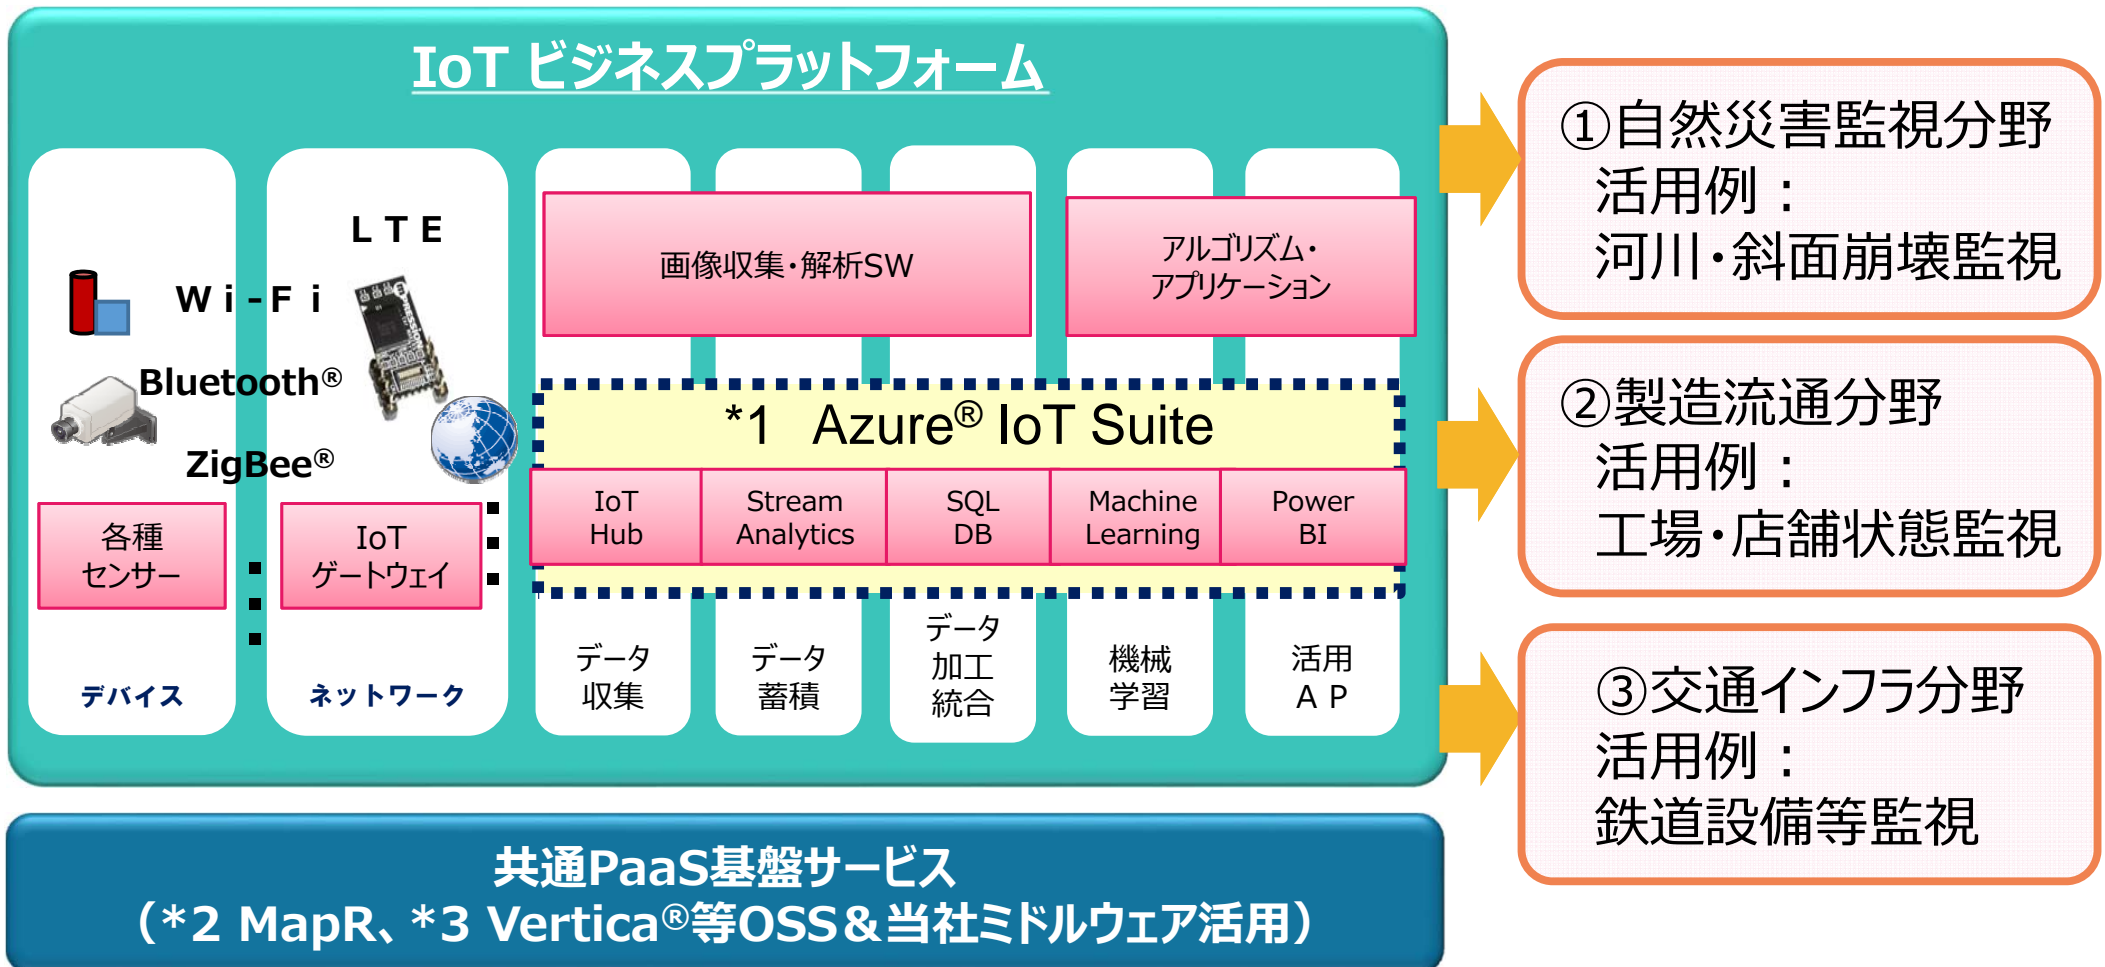 IoT ビジネスプラットフォーム
LTE
Wi-Fi
Bluetooth®
ZigBee®
各種
センサー
デバイス
IoT
ゲートウェイ
ネットワーク
画像収集・解析SW
アルゴリズム・
アプリケーション
*1 Azure® IoT Suite
IoT
Hub
Stream
Analytics
SQL
DB
Machine
Learning
Power
BI
データ
収集
データ
蓄積
データ
加工
統合
機械
学習
活用
AP
①自然災害監視分野
活用例：
河川・斜面崩壊監視
②製造流通分野
活用例：
工場・店舗状態監視
③交通インフラ分野
活用例：
鉄道設備等監視
共通PaaS基盤サービス
（*2 MapR、*3 Vertica®等OSS＆当社ミドルウェア活用）